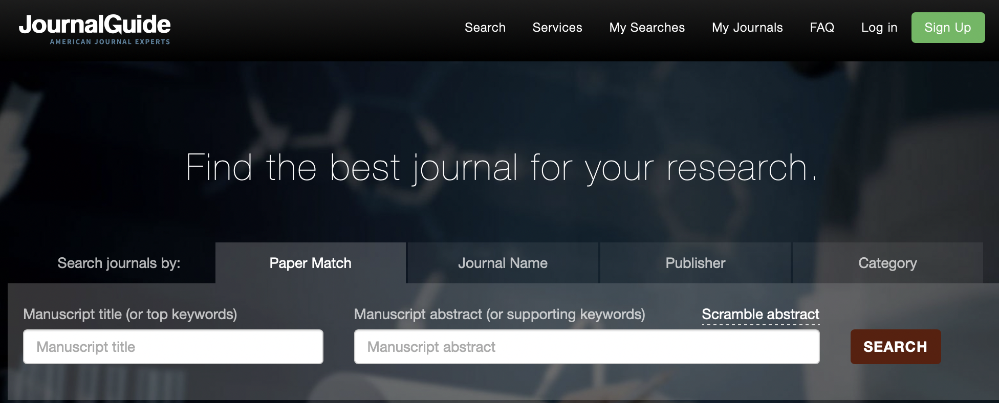 JournalGuide
AMERICAN JOURNAL EXPERTS
Search Services My Searches My Journals FAQ Log in Sign Up
Find the best journal for your research.
Search journals by: Paper Match Journal Name Publisher Category
Manuscript title (or top keywords) Manuscript abstract (or supporting keywords) Scramble abstract
Manuscript title Manuscript abstract SEARCH